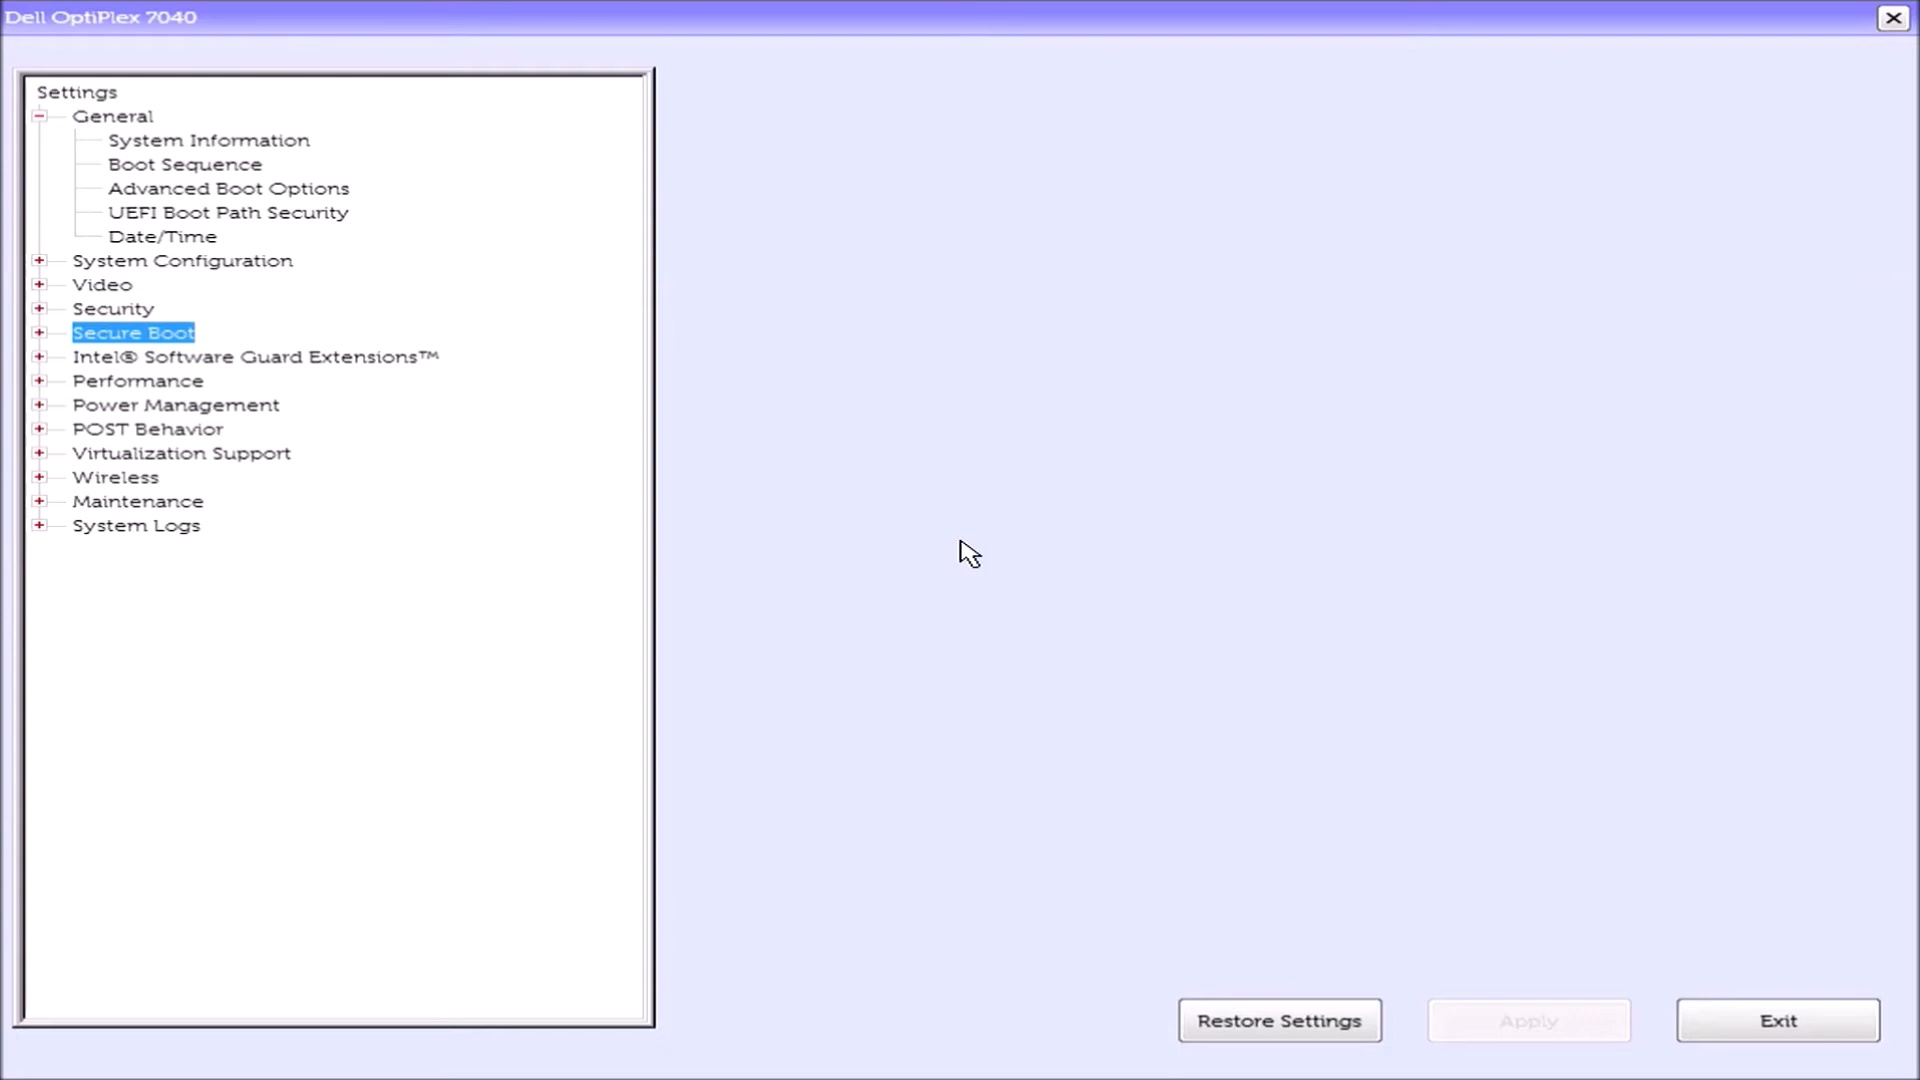 Dell OptiPlex 7040
Settings
General
System Information
Boot Sequence
Advanced Boot Options
UEFI Boot Path Security
Date/Time
System Configuration
Video
Security
Secure Boot
Intel® Software Guard Extensions™
Performance
Power Management
POST Behavior
Virtualization Support
Wireless
Maintenance
System Logs
Restore Settings
Apply
Exit